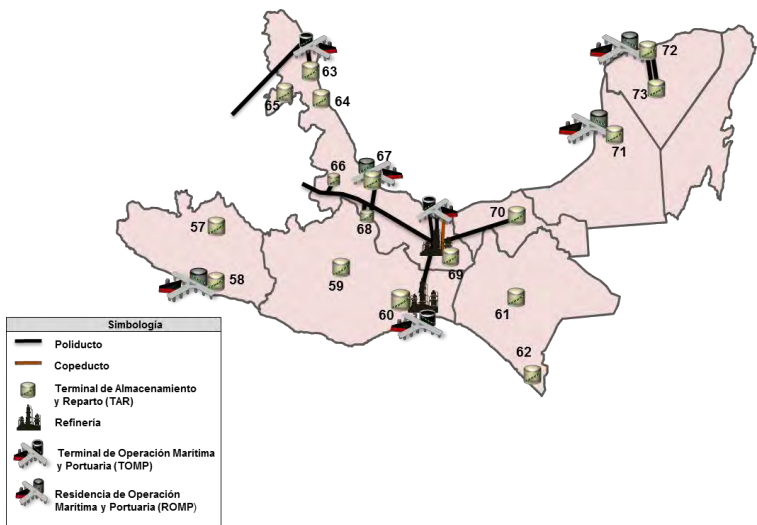 72
63
73
65
64
71
67
66
70
57
68
69
59
58
61
60
62
Simbología
Poliducto
Copeducto
Terminal de Almacenamiento
y Reparto (TAR)
Refinería
Terminal de Operación Marítima
y Portuaria (TOMP)
Residencia de Operación
Marítima y Portuaria (ROMP)